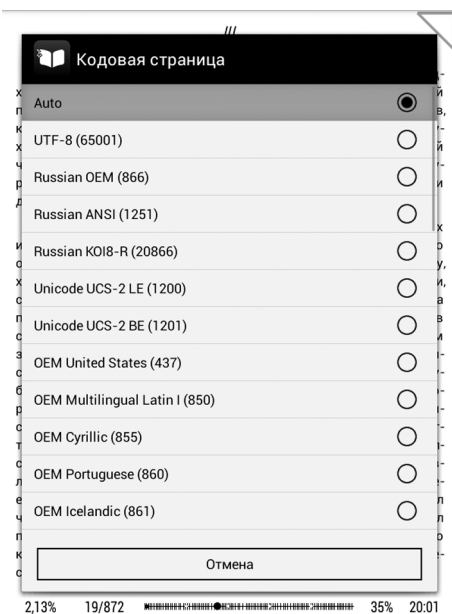 ///
Кодовая страница
Auto
UTF-8 (65001)
Russian OEM (866)
Russian ANSI (1251)
Russian KOI8-R (20866)
Unicode UCS-2 LE (1200)
Unicode UCS-2 BE (1201)
OEM United States (437)
OEM Multilingual Latin I (850)
OEM Cyrillic (855)
OEM Portuguese (860)
OEM Icelandic (861)
Отмена
2,13% 19/872 35% 20:01